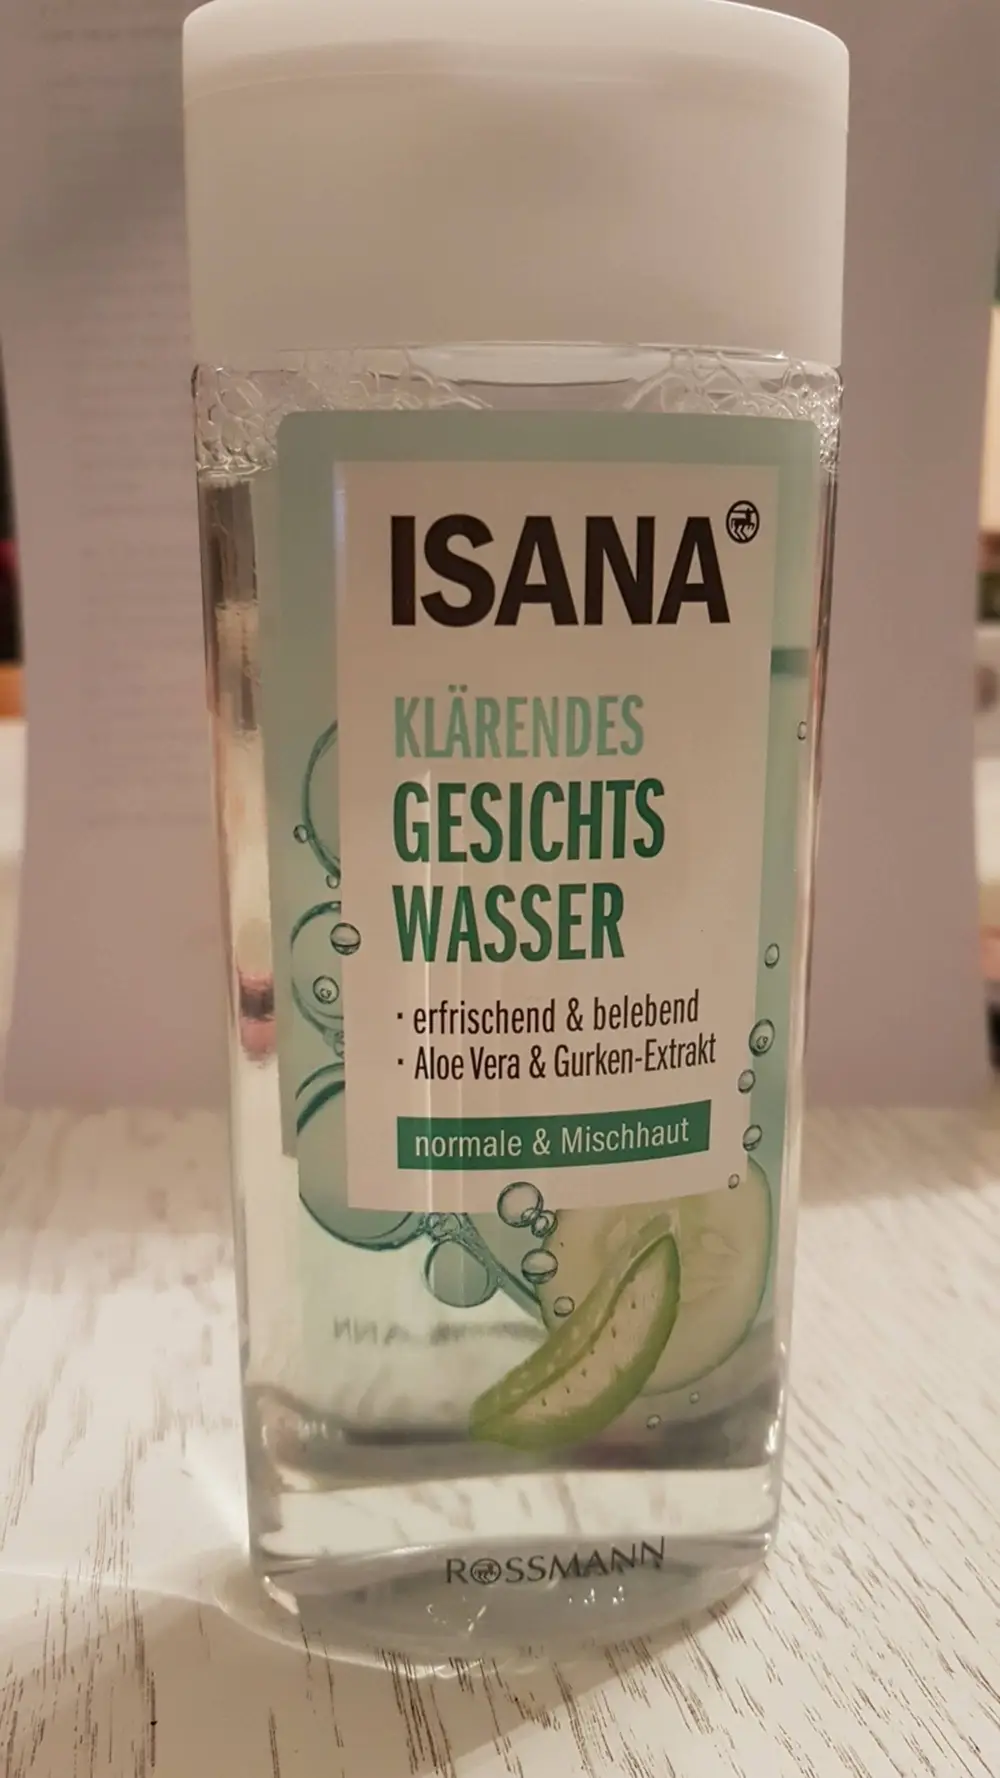 ISANA
KLÄRENDES
GESICHTS
WASSER
· erfrischend & belebend
· Aloe Vera & Gurken-Extrakt
normale & Mischhaut
ROSSMANN